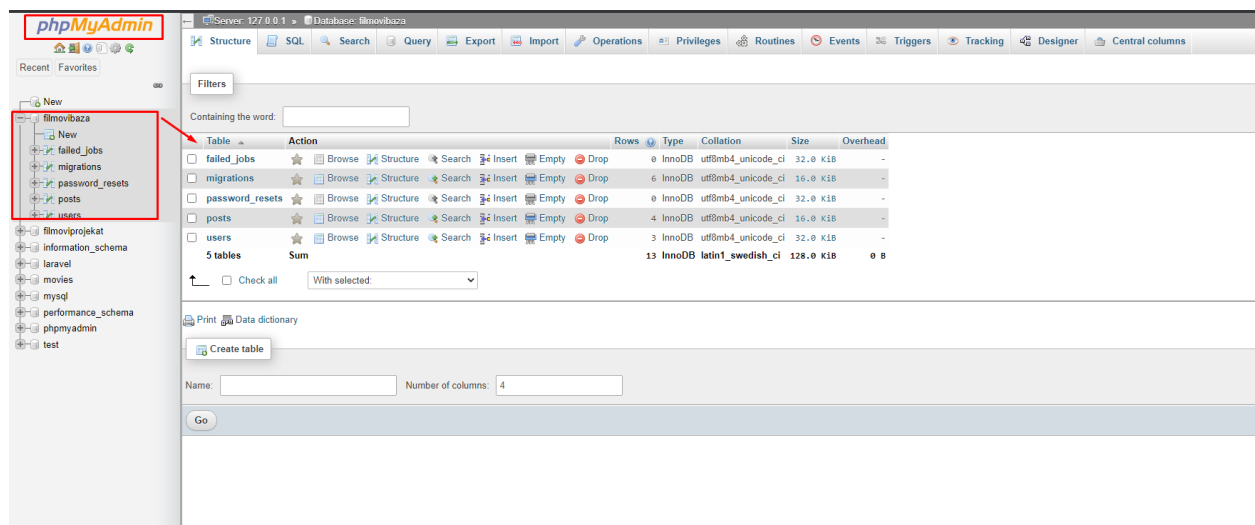 phpMyAdmin
Recent Favorites
New
filmovibaza
New
failed_jobs
migrations
password_resets
posts
users
filmoviprojekat
information_schema
laravel
movies
mysql
performance_schema
phpmyadmin
test
Server: 127.0.0.1 » Database: filmovibaza
Structure SQL Search Query Export Import Operations Privileges Routines Events Triggers Tracking Designer Central columns
Filters
Containing the word:
Table Action Rows Type Collation Size Overhead
failed_jobs Browse Structure Search Insert Empty Drop 0 InnoDB utf8mb4_unicode_ci 32.0 KiB -
migrations Browse Structure Search Insert Empty Drop 6 InnoDB utf8mb4_unicode_ci 16.0 KiB -
password_resets Browse Structure Search Insert Empty Drop 0 InnoDB utf8mb4_unicode_ci 32.0 KiB -
posts Browse Structure Search Insert Empty Drop 4 InnoDB utf8mb4_unicode_ci 16.0 KiB -
users Browse Structure Search Insert Empty Drop 3 InnoDB utf8mb4_unicode_ci 32.0 KiB -
5 tables Sum 13 InnoDB latin1_swedish_ci 128.0 KiB 0 B
Check all With selected:
Print Data dictionary
Create table
Name: Number of columns: 4
Go